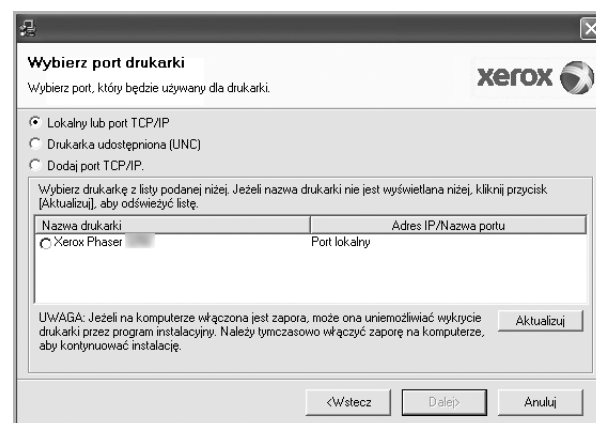 Wybierz port drukarki
Wybierz port, który będzie używany dla drukarki.
xerox
Lokalny lub port TCP/IP
Drukarka udostępniona (UNC)
Dodaj port TCP/IP.
Wybierz drukarkę z listy podanej niżej. Jeżeli nazwa drukarki nie jest wyświetlana niżej, kliknij przycisk
[Aktualizuj], aby odświeżyć listę.
Nazwa drukarki Adres IP/Nazwa portu
Xerox Phaser Port lokalny
UWAGA: Jeżeli na komputerze włączona jest zapora, może ona uniemożliwiać wykrycie
drukarki przez program instalacyjny. Należy tymczasowo włączyć zaporę na komputerze,
aby kontynuować instalację.
Aktualizuj
<Wstecz Dalej> Anuluj